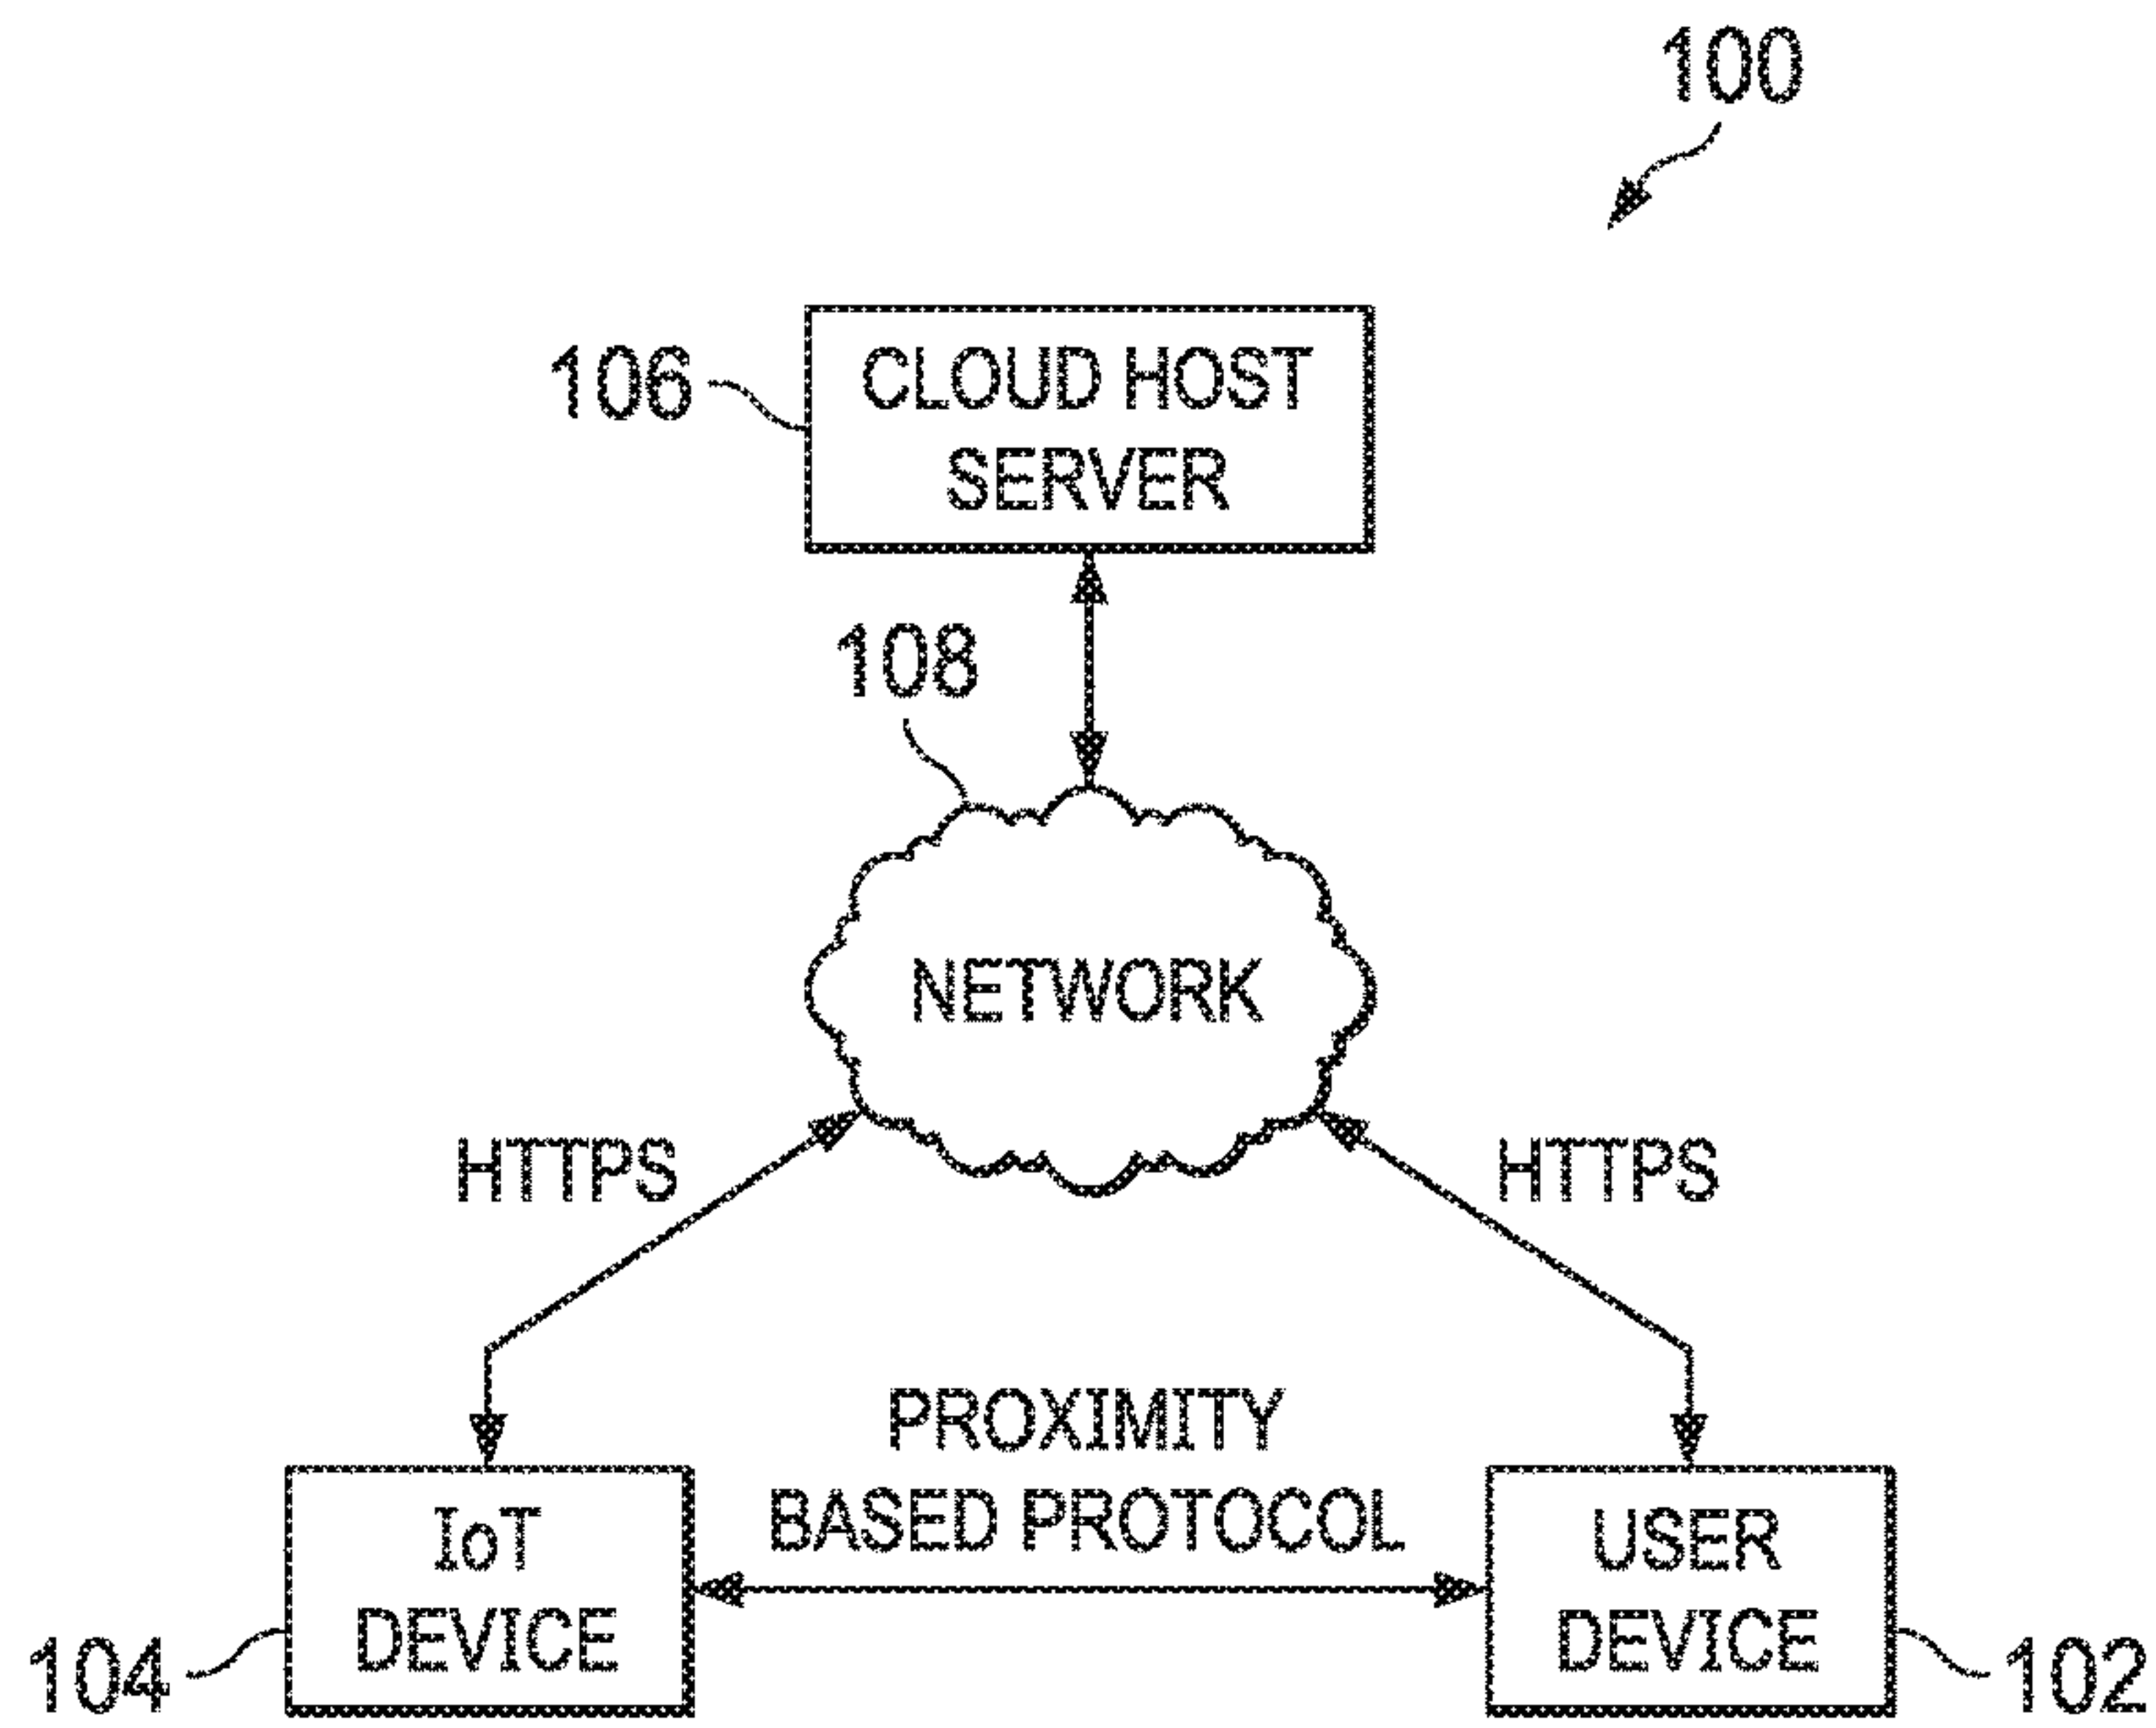 100
106
CLOUD HOST
SERVER
108
NETWORK
HTTPS
HTTPS
PROXIMITY
BASED PROTOCOL
IoT
DEVICE
USER
DEVICE
104
102